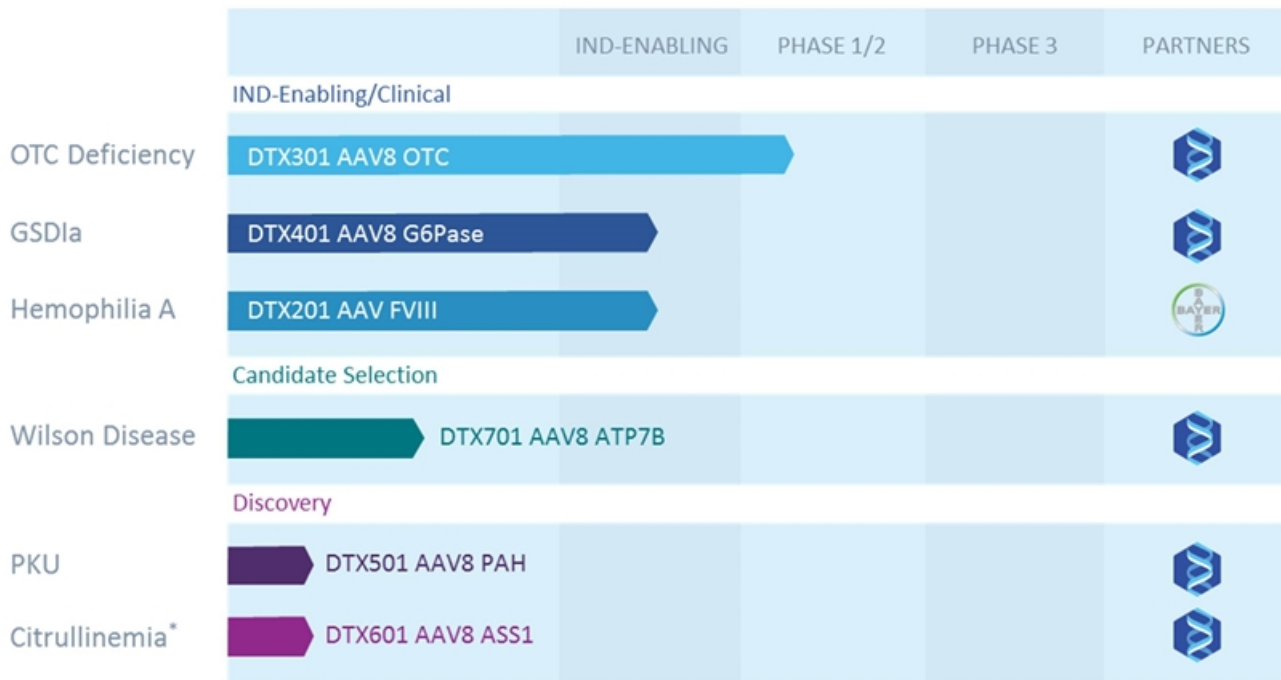 IND-ENABLING PHASE 1/2 PHASE 3 PARTNERS
IND-Enabling/Clinical
OTC Deficiency DTX301 AAV8 OTC
GSDIa DTX401 AAV8 G6Pase
Hemophilia A DTX201 AAV FVIII BAYER BAYER
Candidate Selection
Wilson Disease DTX701 AAV8 ATP7B
Discovery
PKU DTX501 AAV8 PAH
Citrullinemia* DTX601 AAV8 ASS1